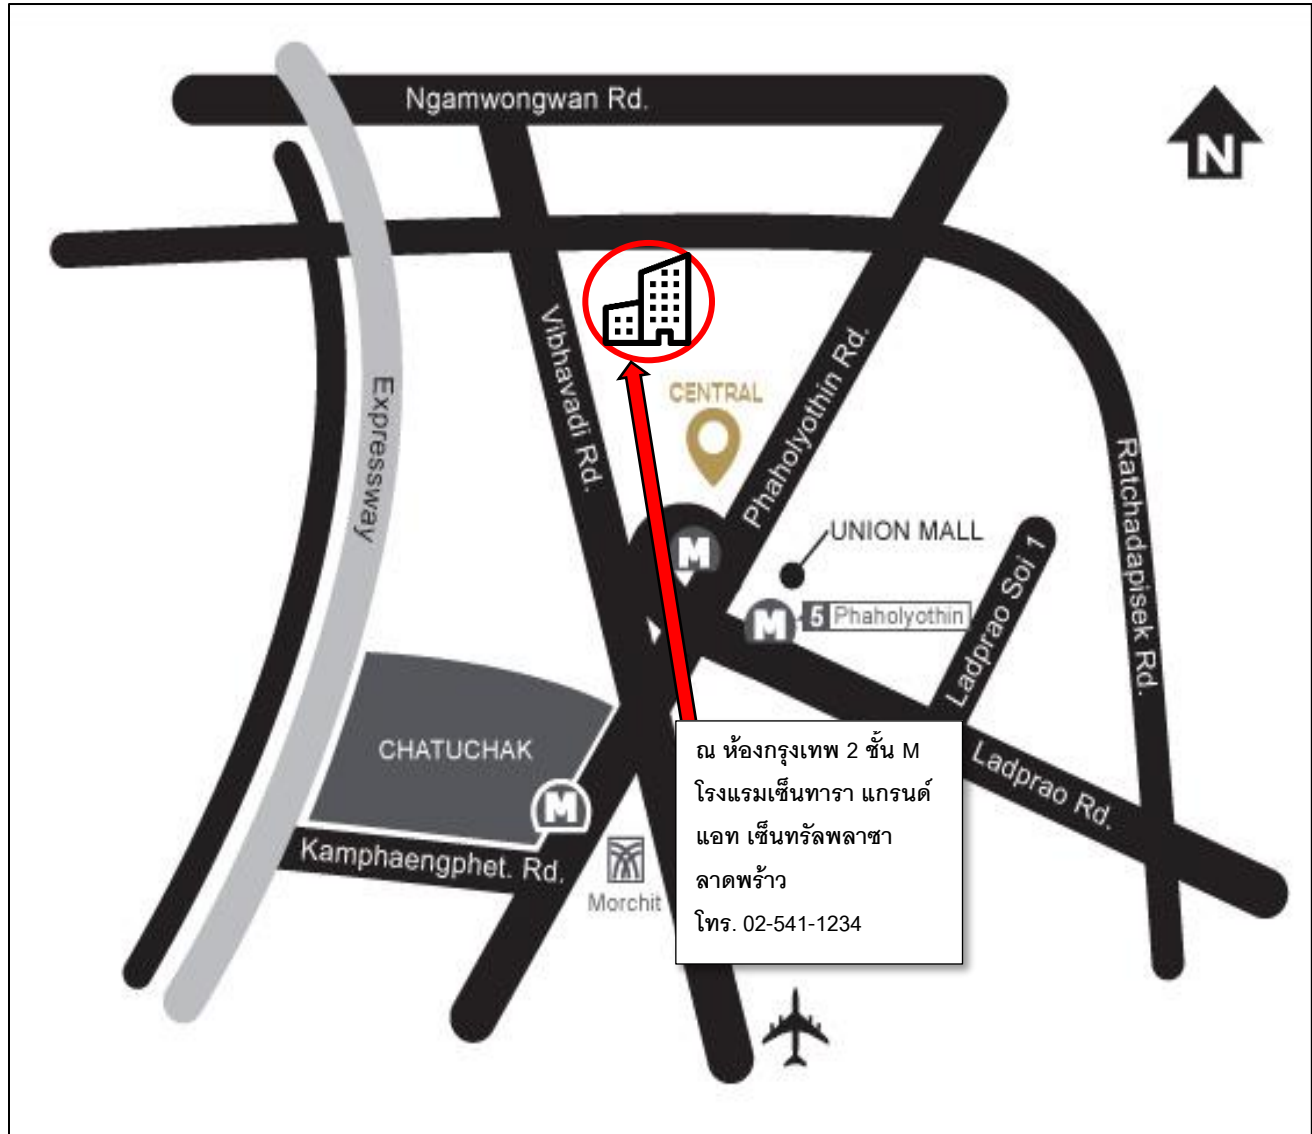 Ngamwongwan Rd.
N
Vibhavadi Rd.
Phaholyothin Rd.
Expressway
CENTRAL
Ratchadapisek Rd.
M
UNION MALL
Ladprao Soi 1
M
5 Phaholyothin
CHATUCHAK
M
Kamphaengphet. Rd.
Morchit
Ladprao Rd.
ณ ห้องกรุงเทพ 2 ชั้น M
โรงแรมเซ็นทารา แกรนด์
แอท เซ็นทรัลพลาซา
ลาดพร้าว
โทร. 02-541-1234